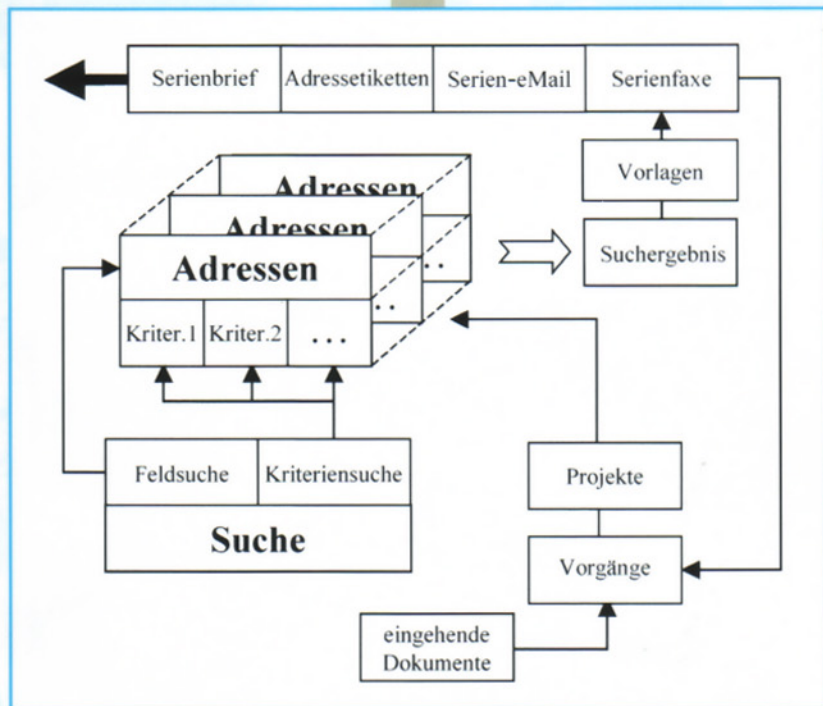 Serienbrief Adressetiketten Serien-eMail Serienfaxe
Vorlagen
Suchergebnis
Adressen
Adressen
Adressen
..
..
Kriter.1 Kriter.2 ...
Feldsuche Kriteriensuche
Suche
Projekte
Vorgänge
eingehende
Dokumente